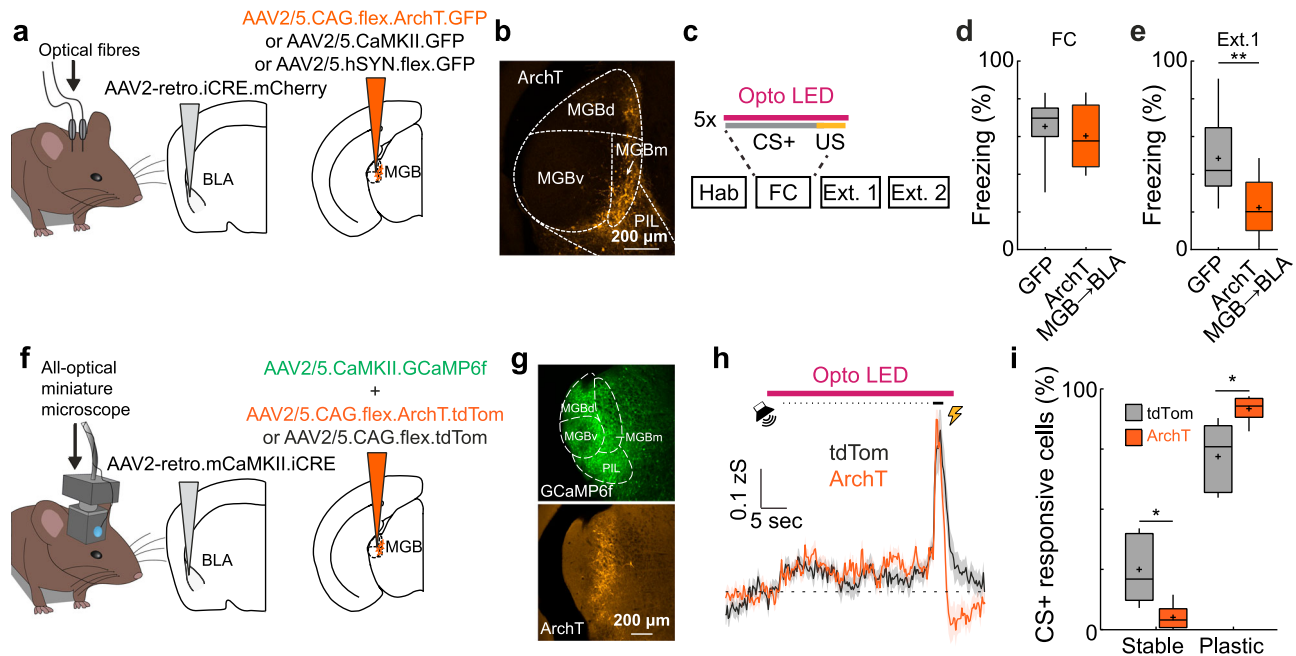 a
Optical fibres
AAV2/5.CAG.flex.ArchT.GFP
or AAV2/5.CaMKII.GFP
or AAV2/5.hSYN.flex.GFP
AAV2-retro.iCRE.mCherry
BLA
MGB
b
ArchT
MGBd
MGBm
MGBv
PIL
200 µm
c
Opto LED
5x
CS+ US
Hab FC Ext. 1 Ext. 2
d
FC
100
Freezing (%)
0
GFP
ArchT
MGB→BLA
e
Ext.1
**
100
Freezing (%)
0
GFP
ArchT
MGB→BLA
f
All-optical
miniature
microscope
AAV2/5.CaMKII.GCaMP6f
+
AAV2/5.CAG.flex.ArchT.tdTom
or AAV2/5.CAG.flex.tdTom
AAV2-retro.mCaMKII.iCRE
BLA
MGB
g
MGBd
MGBv
MGBm
PIL
GCaMP6f
ArchT
200 µm
h
Opto LED
tdTom
ArchT
0.1 zS
5 sec
i
CS+ responsive cells (%)
100
0
tdTom
ArchT
*
*
Stable Plastic